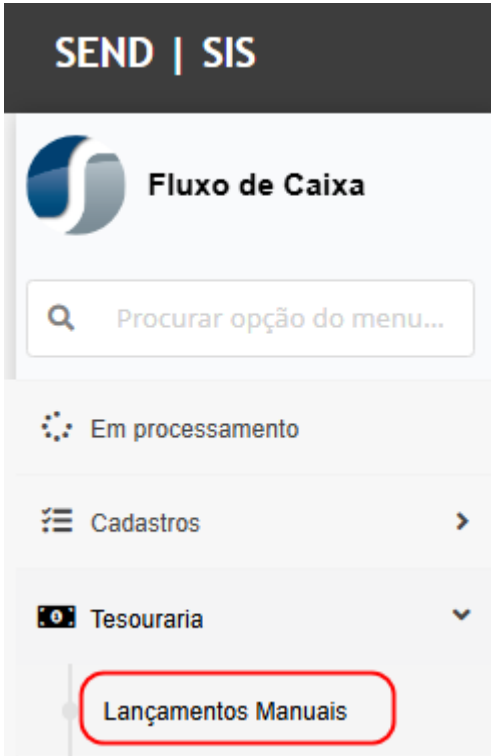 SEND | SIS
Fluxo de Caixa
Procurar opção do menu...
Em processamento
Cadastros
Tesouraria
Lançamentos Manuais